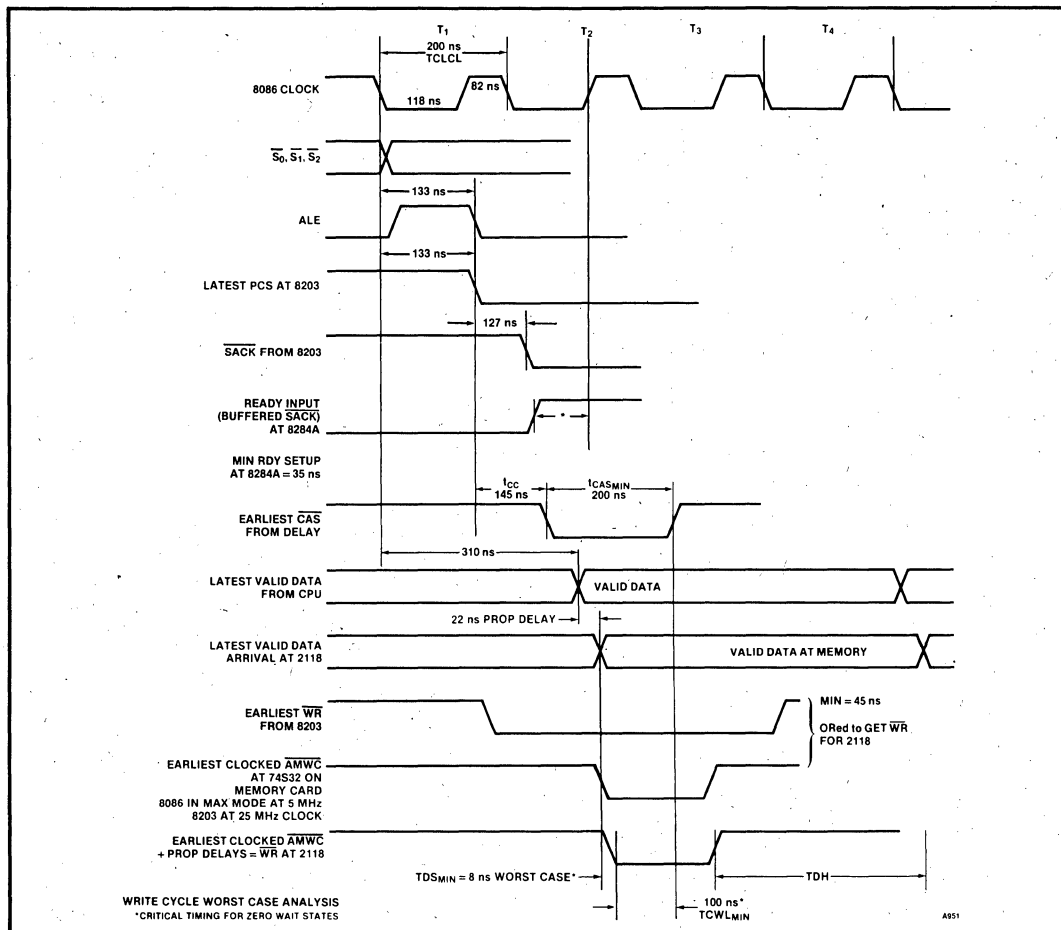 T1 T2 T3 T4
200 ns
TCLCL
8086 CLOCK
118 ns
82 ns
S0, S1, S2
133 ns
ALE
133 ns
LATEST PCS AT 8203
127 ns
SACK FROM 8203
READY INPUT
(BUFFERED SACK)
AT 8284A
*
MIN RDY SETUP
AT 8284A = 35 ns
tCC
145 ns
tCASMIN
200 ns
EARLIEST CAS
FROM DELAY
310 ns
LATEST VALID DATA
FROM CPU
VALID DATA
22 ns PROP DELAY
LATEST VALID DATA
ARRIVAL AT 2118
VALID DATA AT MEMORY
EARLIEST WR
FROM 8203
MIN = 45 ns
ORed to GET WR
FOR 2118
EARLIEST CLOCKED AMWC
AT 74S32 ON
MEMORY CARD
8086 IN MAX MODE AT 5 MHz
8203 AT 25 MHz CLOCK
EARLIEST CLOCKED AMWC
+ PROP DELAYS = WR AT 2118
TDSMIN = 8 ns WORST CASE*
TDH
100 ns*
TCWLMIN
WRITE CYCLE WORST CASE ANALYSIS
*CRITICAL TIMING FOR ZERO WAIT STATES
A951